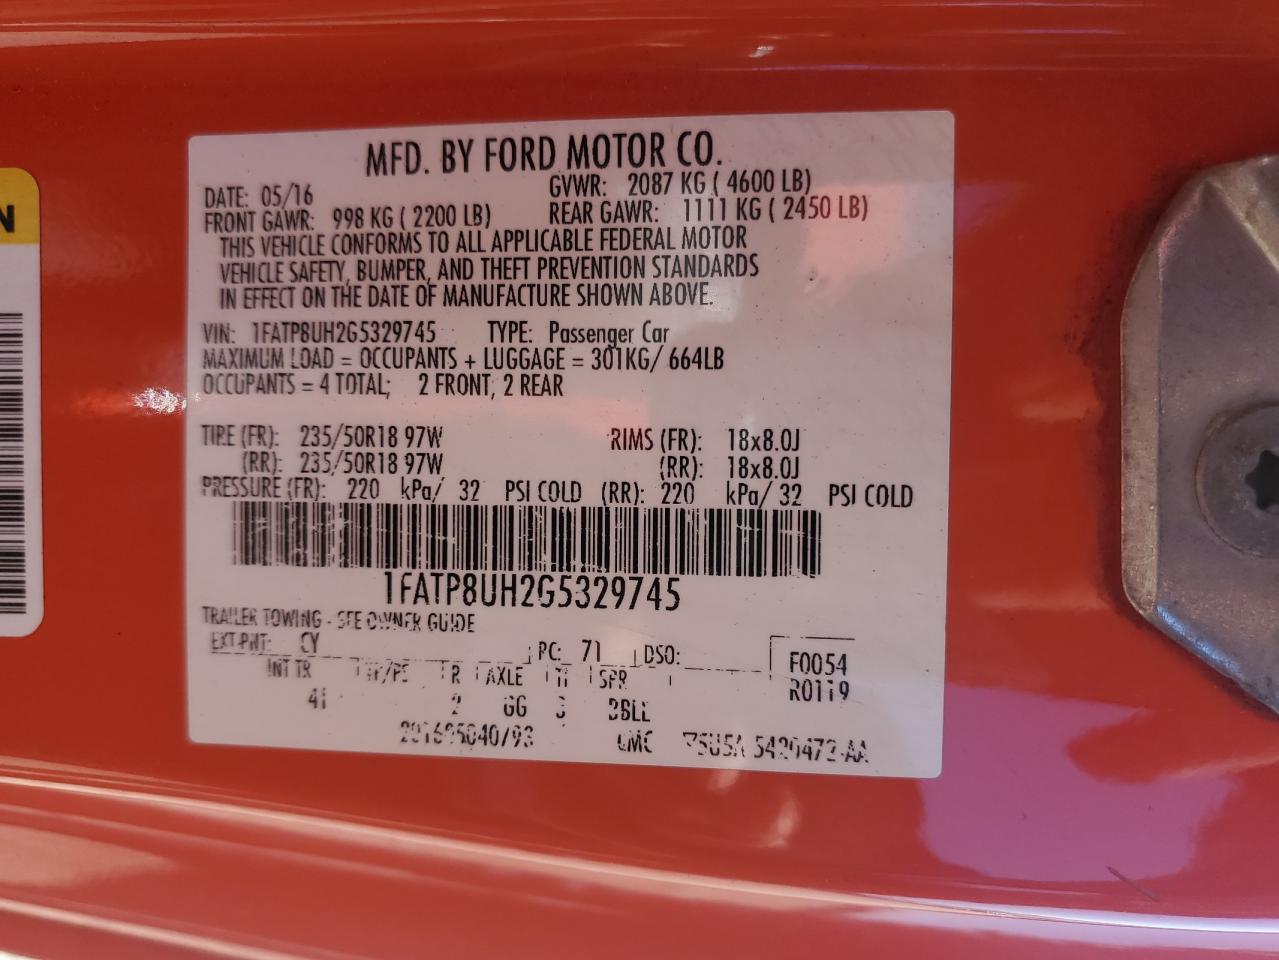 MFD. BY FORD MOTOR CO.
DATE: 05/16 GVWR: 2087 KG ( 4600 LB)
FRONT GAWR: 998 KG ( 2200 LB) REAR GAWR: 1111 KG ( 2450 LB)
THIS VEHICLE CONFORMS TO ALL APPLICABLE FEDERAL MOTOR
VEHICLE SAFETY, BUMPER, AND THEFT PREVENTION STANDARDS
IN EFFECT ON THE DATE OF MANUFACTURE SHOWN ABOVE.
VIN: 1FATP8UH2G5329745 TYPE: Passenger Car
MAXIMUM LOAD = OCCUPANTS + LUGGAGE = 301KG/ 664LB
OCCUPANTS = 4 TOTAL; 2 FRONT, 2 REAR
TIRE (FR): 235/50R18 97W RIMS (FR): 18x8.0J
(RR): 235/50R18 97W (RR): 18x8.0J
PRESSURE (FR): 220 kPa/ 32 PSI COLD (RR): 220 kPa/ 32 PSI COLD
1FATP8UH2G5329745
TRAILER TOWING - SEE OWNER GUIDE
EXT PNT: CY PC: 71 DSO: F0054
INT TR TP/PS R AXLE TR SPR R0119
41 2 GG BBLL
5420472-AA
N